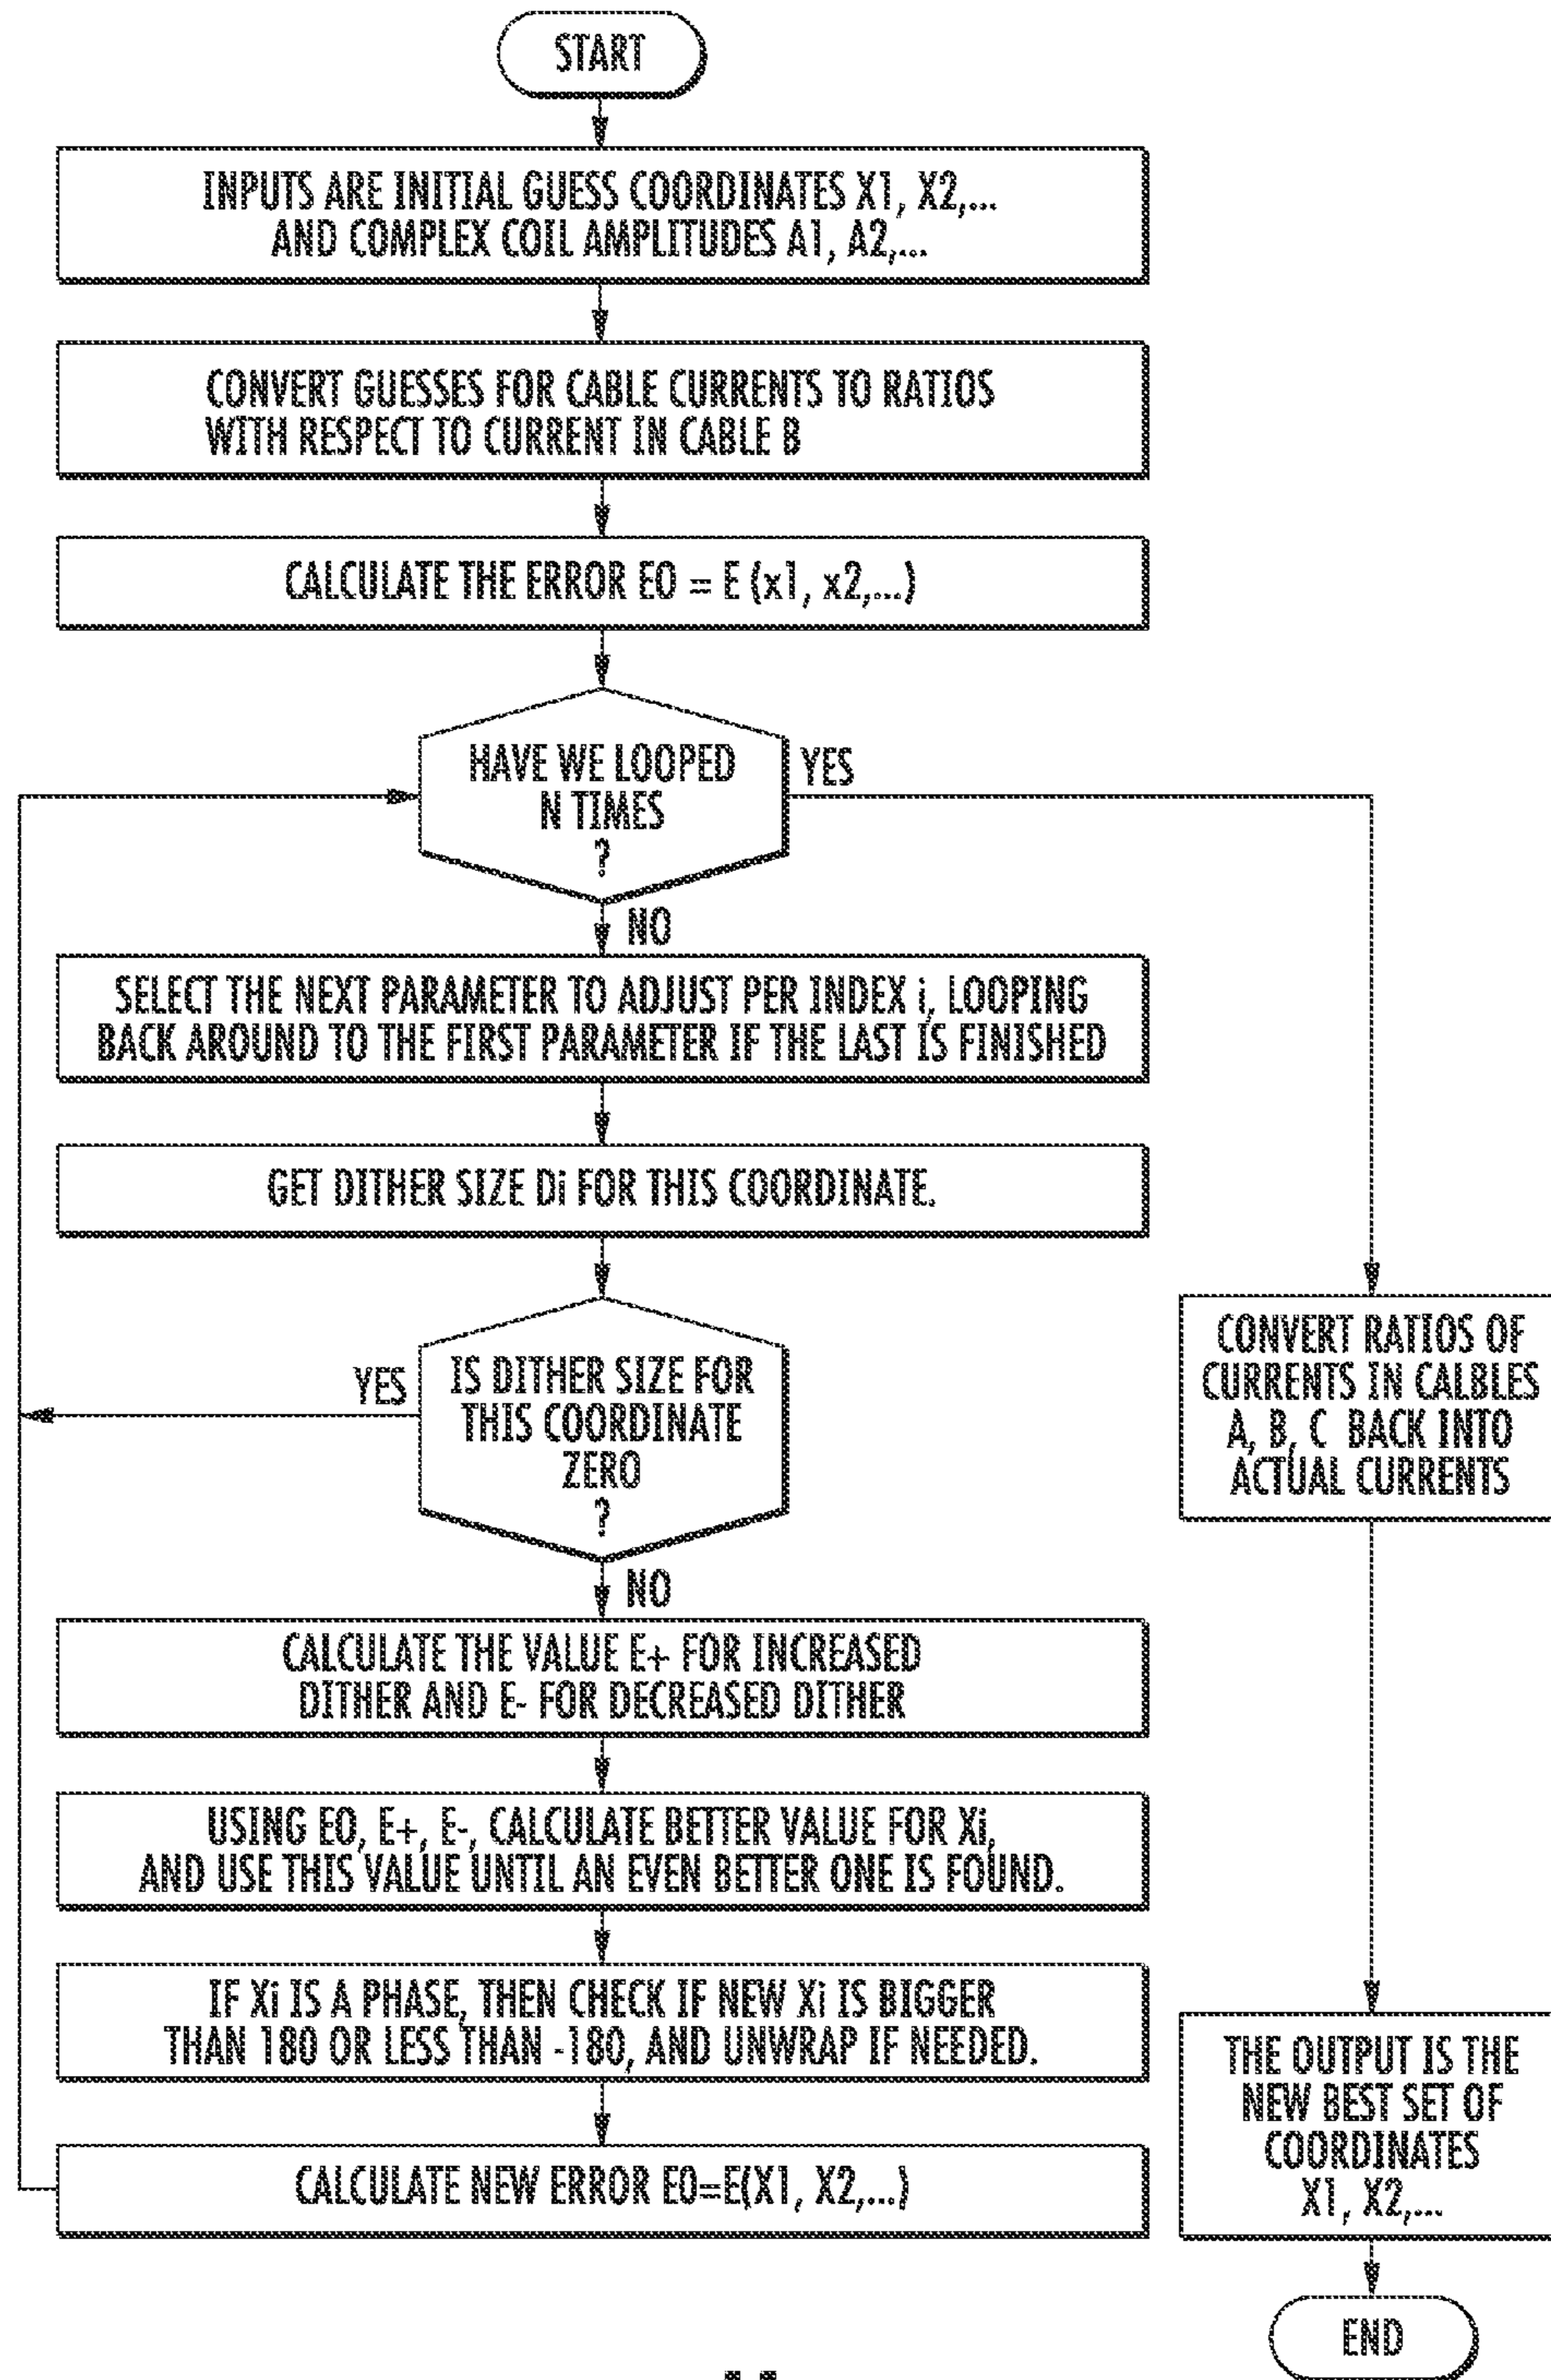 START
INPUTS ARE INITIAL GUESS COORDINATES X1, X2,...
AND COMPLEX COIL AMPLITUDES A1, A2,...
CONVERT GUESSES FOR CABLE CURRENTS TO RATIOS
WITH RESPECT TO CURRENT IN CABLE B
CALCULATE THE ERROR E0 = E (x1, x2,...)
HAVE WE LOOPED
N TIMES
?
YES
NO
SELECT THE NEXT PARAMETER TO ADJUST PER INDEX i, LOOPING
BACK AROUND TO THE FIRST PARAMETER IF THE LAST IS FINISHED
GET DITHER SIZE Di FOR THIS COORDINATE.
IS DITHER SIZE FOR
THIS COORDINATE
ZERO
?
YES
NO
CALCULATE THE VALUE E+ FOR INCREASED
DITHER AND E- FOR DECREASED DITHER
USING E0, E+, E-, CALCULATE BETTER VALUE FOR Xi,
AND USE THIS VALUE UNTIL AN EVEN BETTER ONE IS FOUND.
IF Xi IS A PHASE, THEN CHECK IF NEW Xi IS BIGGER
THAN 180 OR LESS THAN -180, AND UNWRAP IF NEEDED.
CALCULATE NEW ERROR E0=E(X1, X2,...)
CONVERT RATIOS OF
CURRENTS IN CALBLES
A, B, C BACK INTO
ACTUAL CURRENTS
THE OUTPUT IS THE
NEW BEST SET OF
COORDINATES
X1, X2,...
END